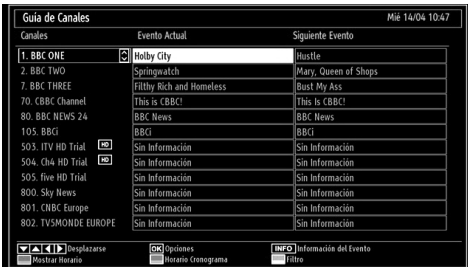 Guía de Canales Mié 14/04 10:47
Canales Evento Actual Siguiente Evento
1. BBC ONE Holby City Hustle
2. BBC TWO Springwatch Mary, Queen of Shops
7. BBC THREE Filthy Rich and Homeless Bust My Ass
70. CBBC Channel This is CBBC! This Is CBBC!
80. BBC NEWS 24 BBC News BBC News
105. BBCi BBCi BBCi
503. ITV HD Trial HD Sin Información Sin Información
504. Ch4 HD Trial HD Sin Información Sin Información
505. five HD Trial Sin Información Sin Información
800. Sky News Sin Información Sin Información
801. CNBC Europe Sin Información Sin Información
802. TV5MONDE EUROPE Sin Información Sin Información
Desplazarse OK Opciones INFO Información del Evento
Mostrar Horario Horario Cronograma Filtro